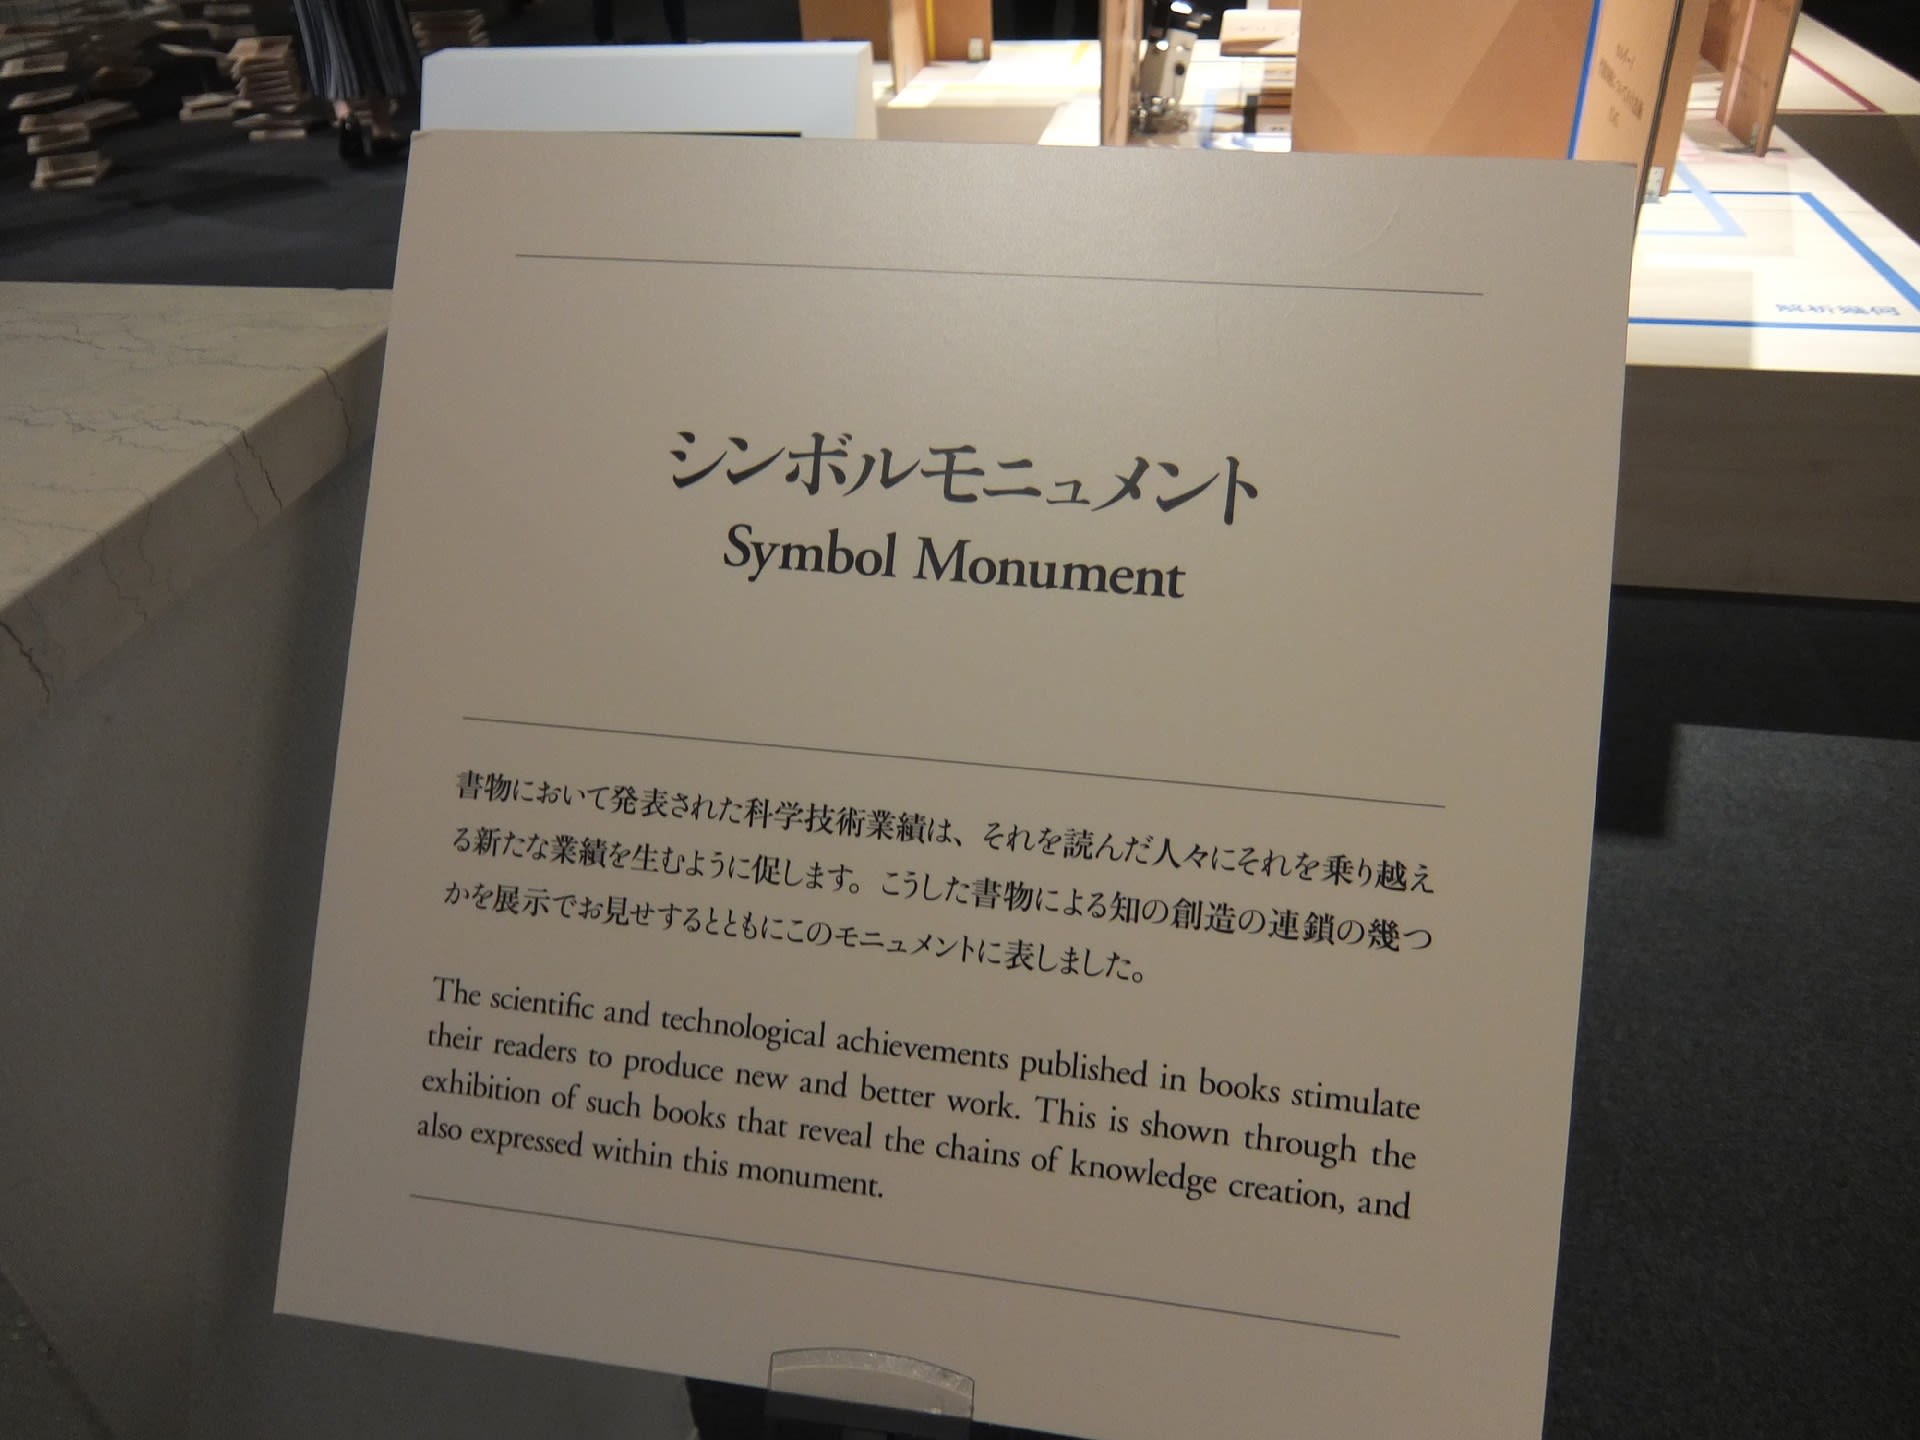 シンボルモニュメント
Symbol Monument
書物において発表された科学技術業績は、それを読んだ人々にそれを乗り越え
る新たな業績を生むように促します。こうした書物による知の創造の連鎖の幾つ
かを展示でお見せするとともにこのモニュメントに表しました。
The scientific and technological achievements published in books stimulate
their readers to produce new and better work. This is shown through the
exhibition of such books that reveal the chains of knowledge creation, and
also expressed within this monument.
解析幾何